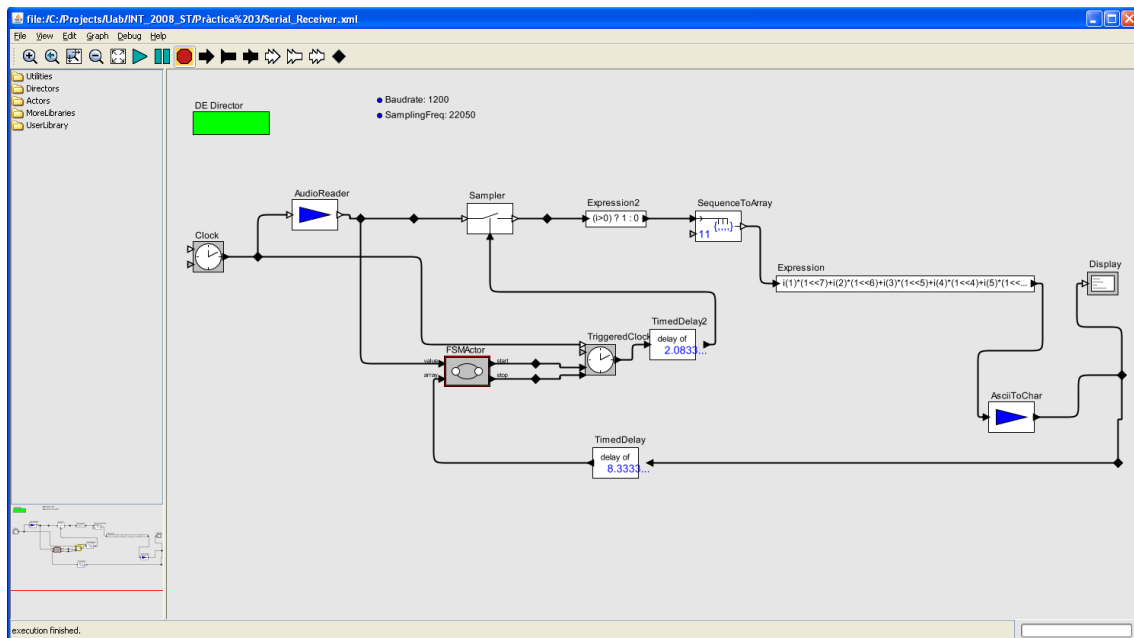 file:/C:/Projects/Uab/INT_2008_ST/Pràctica%203/Serial_Receiver.xml
File View Edit Graph Debug Help
Utilities
Directors
Actors
MoreLibraries
UserLibrary
DE Director
Baudrate: 1200
SamplingFreq: 22050
AudioReader
Sampler
Expression2
(i>0) ? 1 : 0
SequenceToArray
11
{,,,,}
Clock
Expression
i(1)*(1<<7)+i(2)*(1<<6)+i(3)*(1<<5)+i(4)*(1<<4)+i(5)*(1<<...
Display
TriggeredClock
TimedDelay2
delay of
2.0833...
FSMActor
value
array
start
stop
AsciiToChar
TimedDelay
delay of
8.3333...
execution finished.